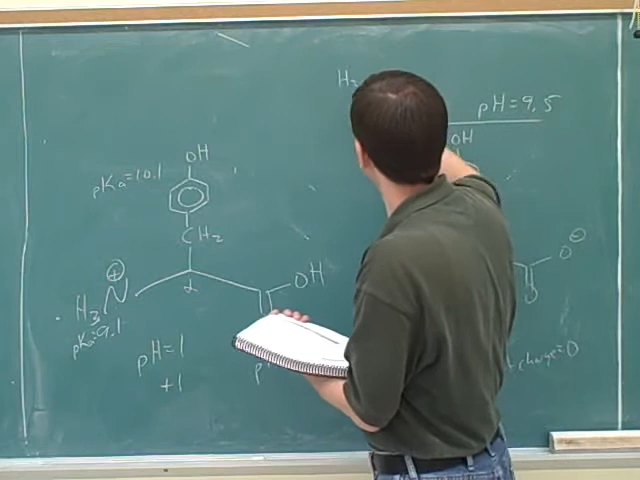 H₂
pH=9.5
OH
OH
pKa=10.1
CH₂
⊕
H₃N
α
OH
O⊖
O
pKa=9.1
pH=1
+1
charge=0